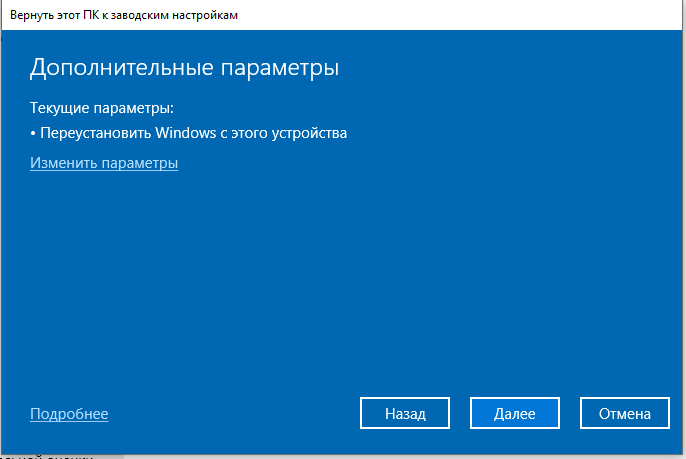 Вернуть этот ПК к заводским настройкам
Дополнительные параметры
Текущие параметры:
• Переустановить Windows с этого устройства
Изменить параметры
Подробнее
Назад
Далее
Отмена